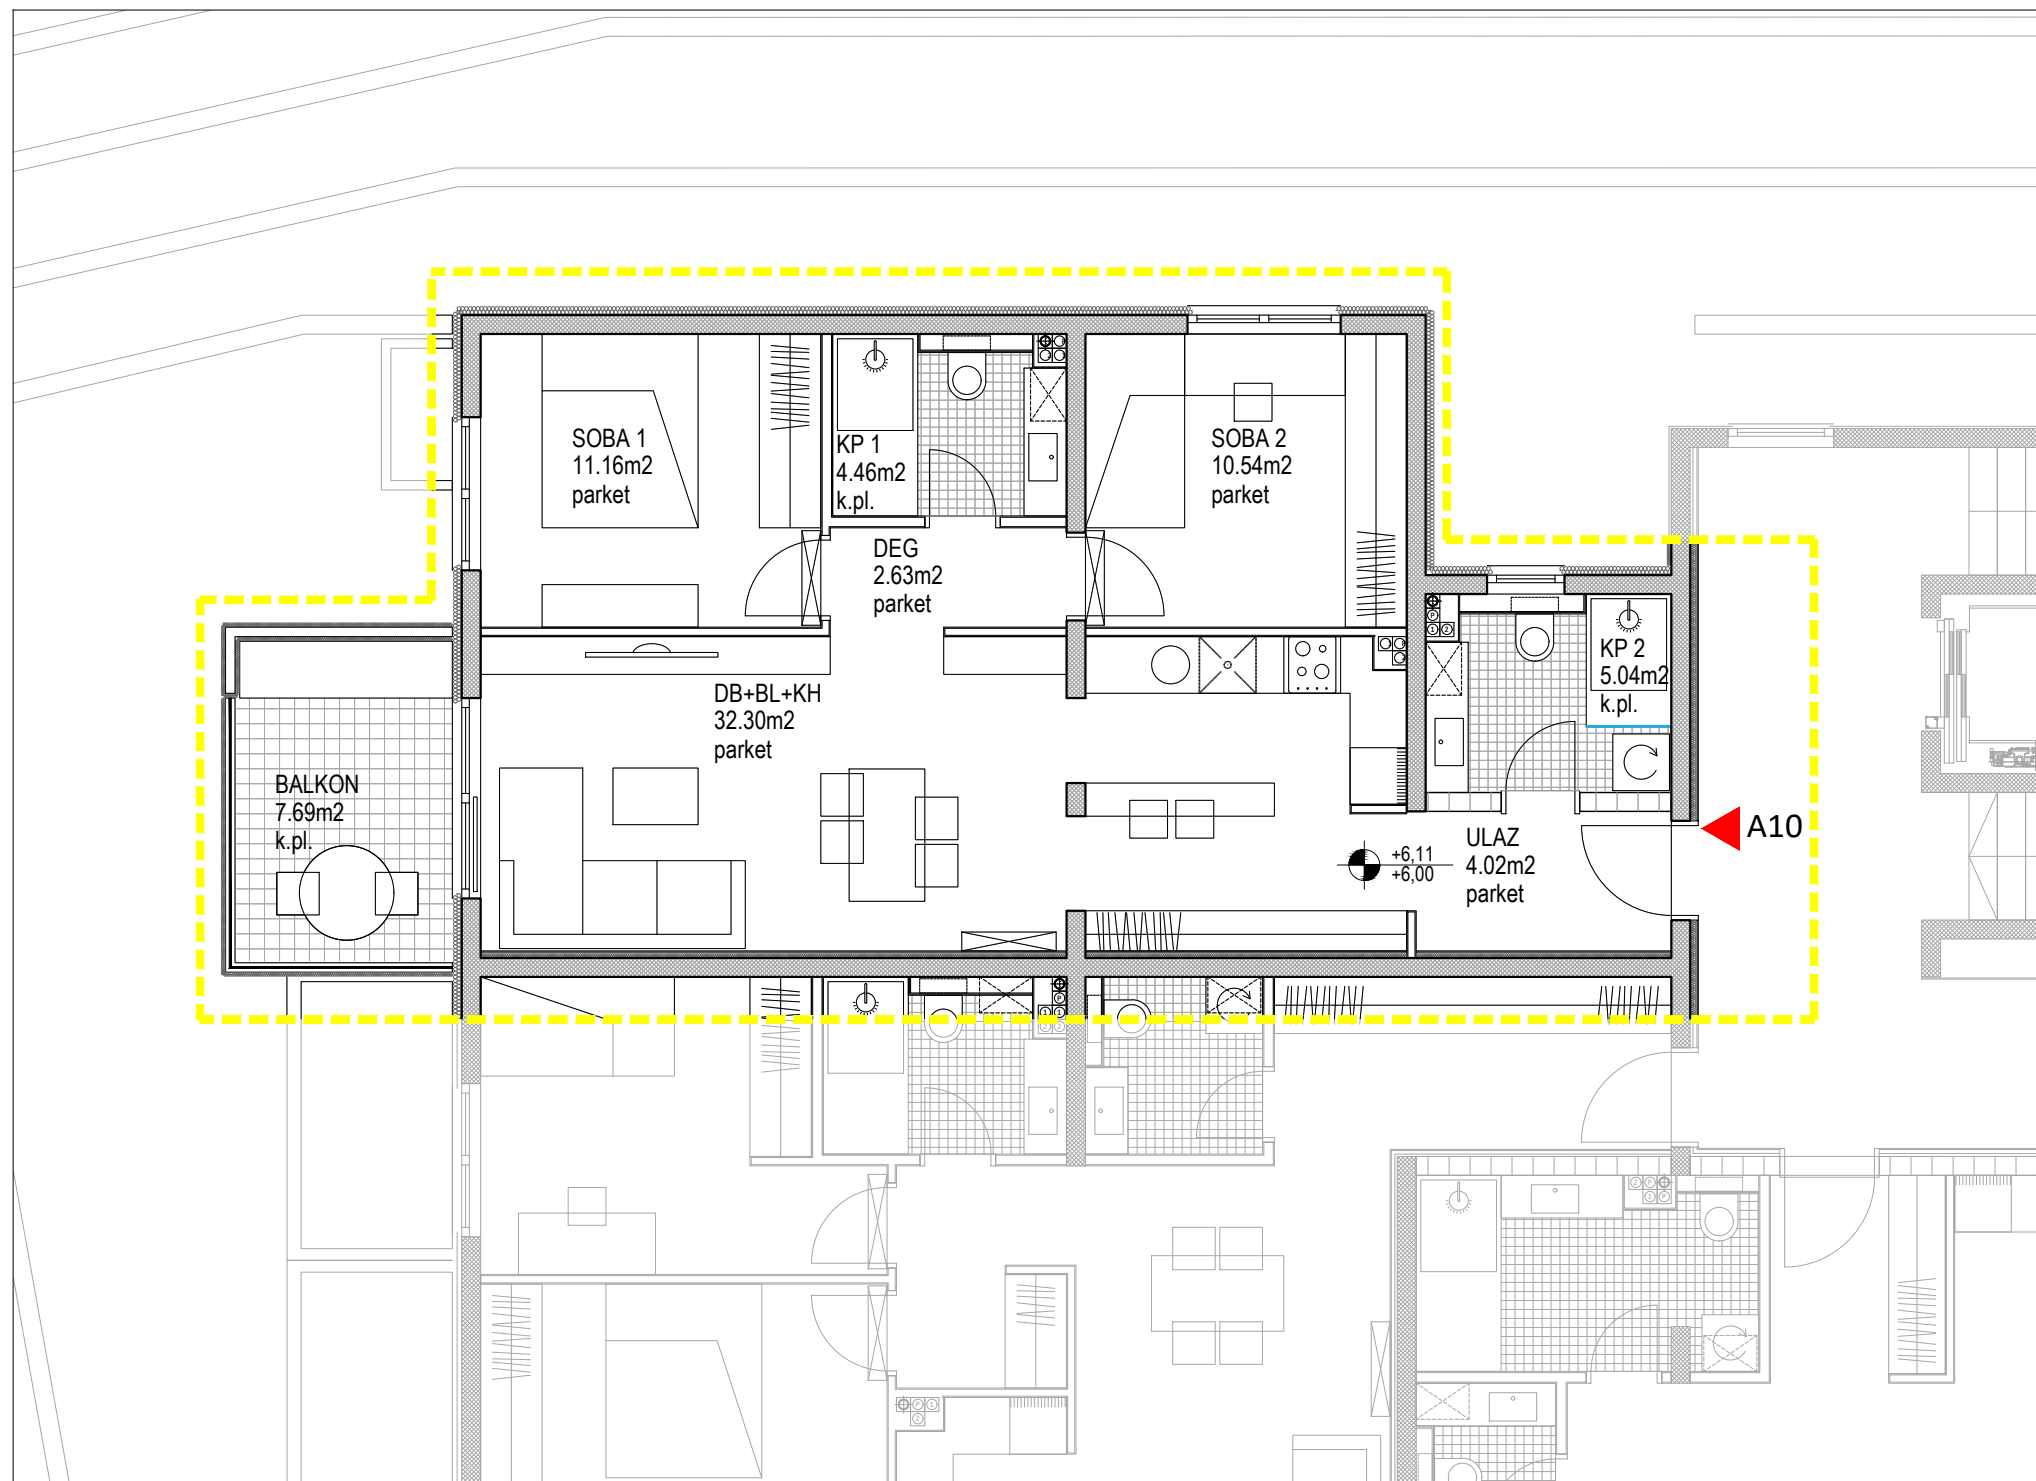 SOBA 1
11.16m2
parket
KP 1
4.46m2
k.pl.
SOBA 2
10.54m2
parket
DEG
2.63m2
parket
KP 2
5.04m2
k.pl.
DB+BL+KH
32.30m2
parket
BALKON
7.69m2
k.pl.
ULAZ
4.02m2
parket
+6,11
+6,00
A10